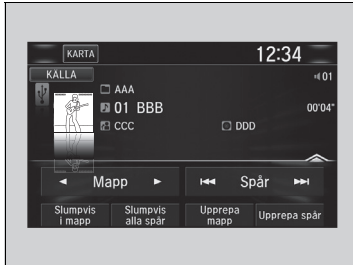 KARTA
12:34
KÄLLA
01
AAA
01 BBB
00'04"
CCC
DDD
Mapp
Spår
Slumpvis i mapp
Slumpvis alla spår
Upprepa mapp
Upprepa spår